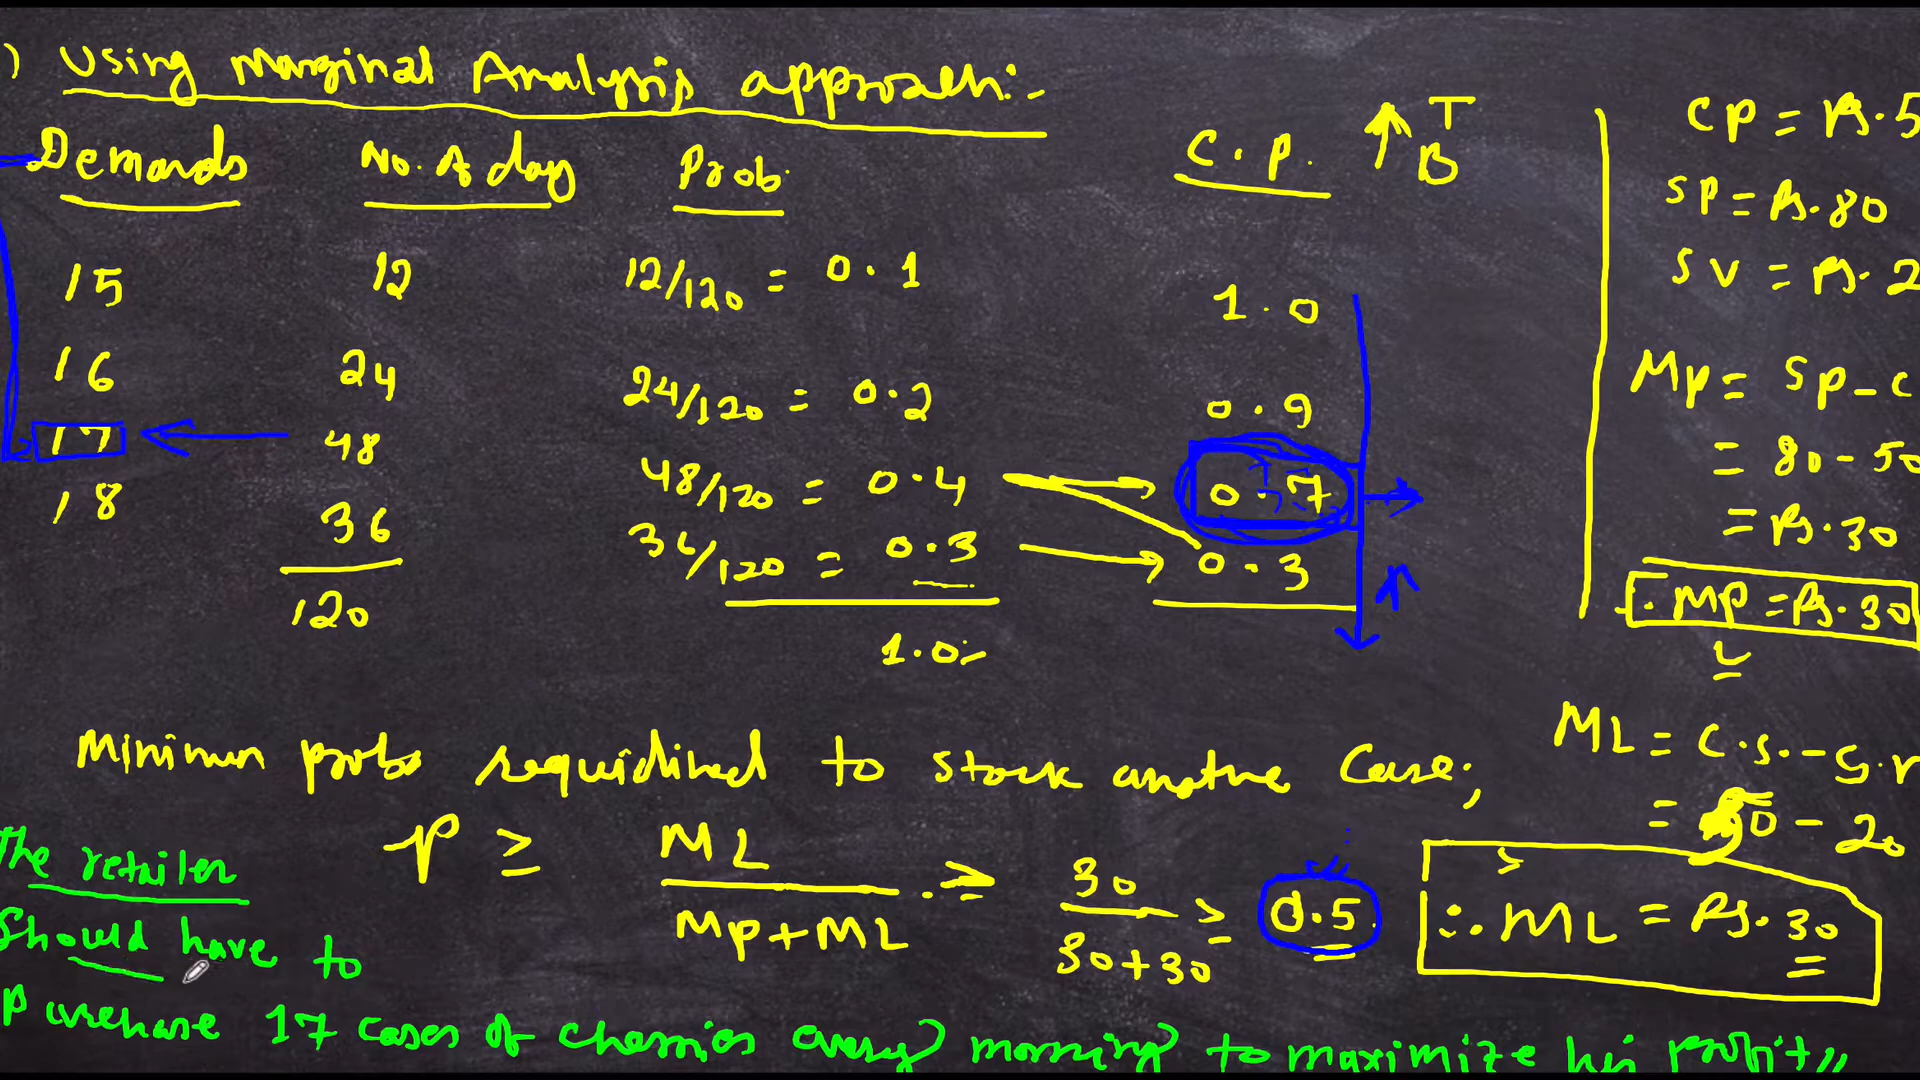 ) Using Marginal Analysis approach:-
Demands No. of day Prob. C.P. ↑ T B
15 12 12/120 = 0.1 1.0
16 24 24/120 = 0.2 0.9
17 48 48/120 = 0.4 0.7
18 36 36/120 = 0.3 0.3
120 1.0
CP = Rs.5
SP = Rs.80
SV = Rs.2
MP = SP-C
= 80-50
= Rs.30
∴ MP = Rs.30
ML = C.S. - S.V
= 50 - 20
∴ ML = Rs.30
Minimum probs required to stock another case;
P ≥ ML / MP+ML ≥ 30 / 30+30 ≥ 0.5
The retailer
Should have to
Purchase 17 cases of cherries every morning to maximize his profit,,